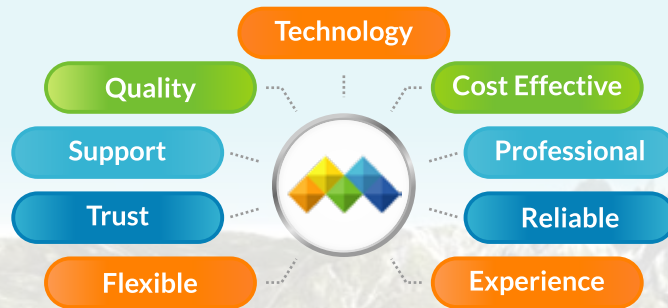 Technology
Quality
Cost Effective
Support
Professional
Trust
Reliable
Flexible
Experience